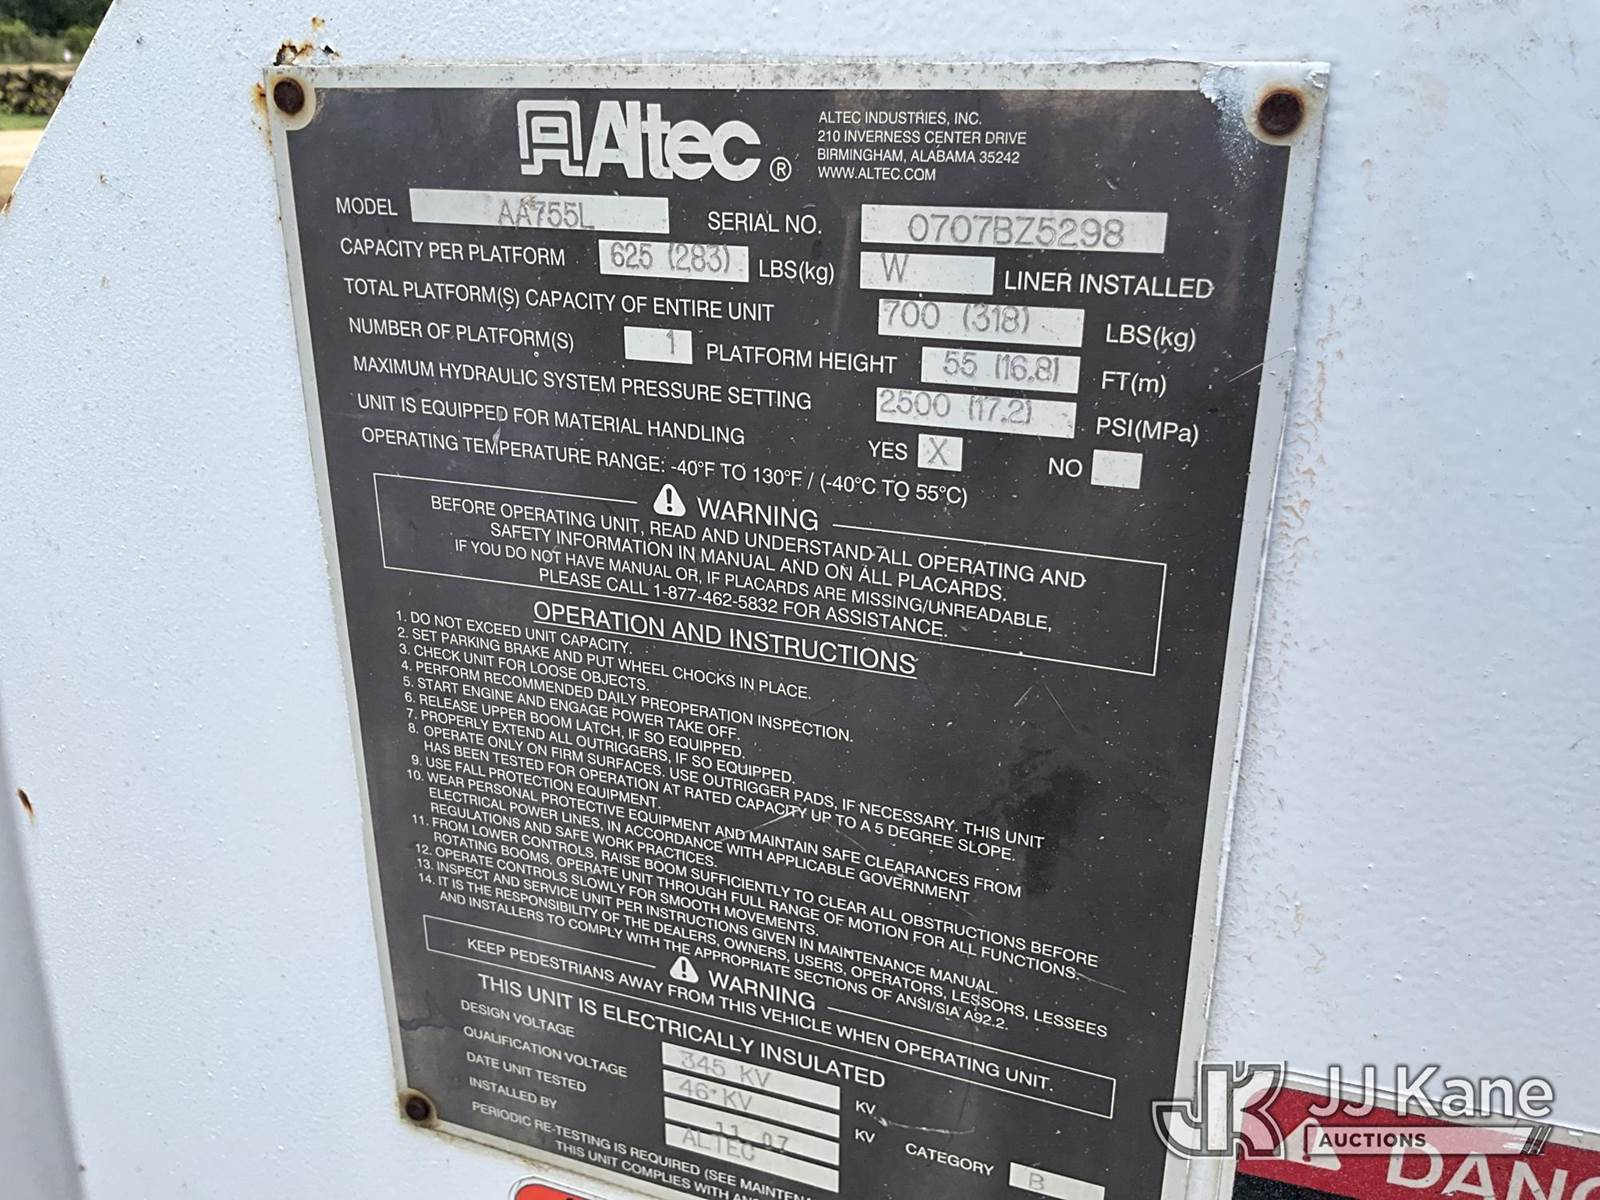 Altec ®
ALTEC INDUSTRIES, INC.
210 INVERNESS CENTER DRIVE
BIRMINGHAM, ALABAMA 35242
WWW.ALTEC.COM
MODEL AA755L SERIAL NO. 0707BZ5298
CAPACITY PER PLATFORM 625 (283) LBS(kg) W LINER INSTALLED
TOTAL PLATFORM(S) CAPACITY OF ENTIRE UNIT 700 (318) LBS(kg)
NUMBER OF PLATFORM(S) 1 PLATFORM HEIGHT 55 (16.8) FT(m)
MAXIMUM HYDRAULIC SYSTEM PRESSURE SETTING 2500 (17.2) PSI(MPa)
UNIT IS EQUIPPED FOR MATERIAL HANDLING YES X NO
OPERATING TEMPERATURE RANGE: -40°F TO 130°F / (-40°C TO 55°C)
WARNING
BEFORE OPERATING UNIT, READ AND UNDERSTAND ALL OPERATING AND
SAFETY INFORMATION IN MANUAL AND ON ALL PLACARDS.
IF YOU DO NOT HAVE MANUAL OR, IF PLACARDS ARE MISSING/UNREADABLE,
PLEASE CALL 1-877-462-5832 FOR ASSISTANCE.
OPERATION AND INSTRUCTIONS
1. DO NOT EXCEED UNIT CAPACITY.
2. SET PARKING BRAKE AND PUT WHEEL CHOCKS IN PLACE.
3. CHECK UNIT FOR LOOSE OBJECTS.
4. PERFORM RECOMMENDED DAILY PREOPERATION INSPECTION.
5. START ENGINE AND ENGAGE POWER TAKE OFF.
6. RELEASE UPPER BOOM LATCH, IF SO EQUIPPED.
7. PROPERLY EXTEND ALL OUTRIGGERS, IF SO EQUIPPED.
8. OPERATE ONLY ON FIRM SURFACES, USE OUTRIGGER PADS, IF NECESSARY. THIS UNIT
HAS BEEN TESTED FOR OPERATION AT RATED CAPACITY UP TO A 5 DEGREE SLOPE.
9. USE FALL PROTECTION EQUIPMENT.
10. WEAR PERSONAL PROTECTIVE EQUIPMENT AND MAINTAIN SAFE CLEARANCES FROM
ELECTRICAL POWER LINES, IN ACCORDANCE WITH APPLICABLE GOVERNMENT
REGULATIONS AND SAFE WORK PRACTICES.
11. FROM LOWER CONTROLS, RAISE BOOM SUFFICIENTLY TO CLEAR ALL OBSTRUCTIONS BEFORE
ROTATING BOOMS. OPERATE UNIT THROUGH FULL RANGE OF MOTION FOR ALL FUNCTIONS.
12. OPERATE CONTROLS SLOWLY FOR SMOOTH MOVEMENTS.
13. INSPECT AND SERVICE UNIT PER INSTRUCTIONS GIVEN IN MAINTENANCE MANUAL.
14. IT IS THE RESPONSIBILITY OF THE DEALERS, OWNERS, USERS, OPERATORS, LESSORS, LESSEES
AND INSTALLERS TO COMPLY WITH THE APPROPRIATE SECTIONS OF ANSI/SIA A92.2.
WARNING
KEEP PEDESTRIANS AWAY FROM THIS VEHICLE WHEN OPERATING UNIT.
THIS UNIT IS ELECTRICALLY INSULATED
DESIGN VOLTAGE 345 KV KV
QUALIFICATION VOLTAGE 46 KV KV
DATE UNIT TESTED 11 07 CATEGORY B
INSTALLED BY ALTEC
PERIODIC RE-TESTING IS REQUIRED (SEE
THIS UNIT COMPLIES WITH
JJ Kane
AUCTIONS